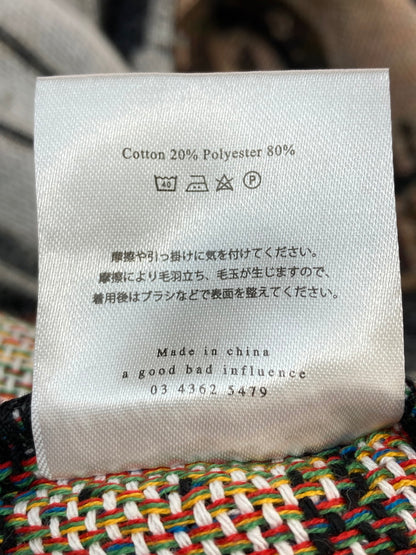 Cotton 20% Polyester 80%
40 P
摩擦や引っ掛けに気を付けてください。
摩擦により毛羽立ち、毛玉が生じますので、
着用後はブラシなどで表面を整えてください。
Made in china
a good bad influence
03 4362 5479